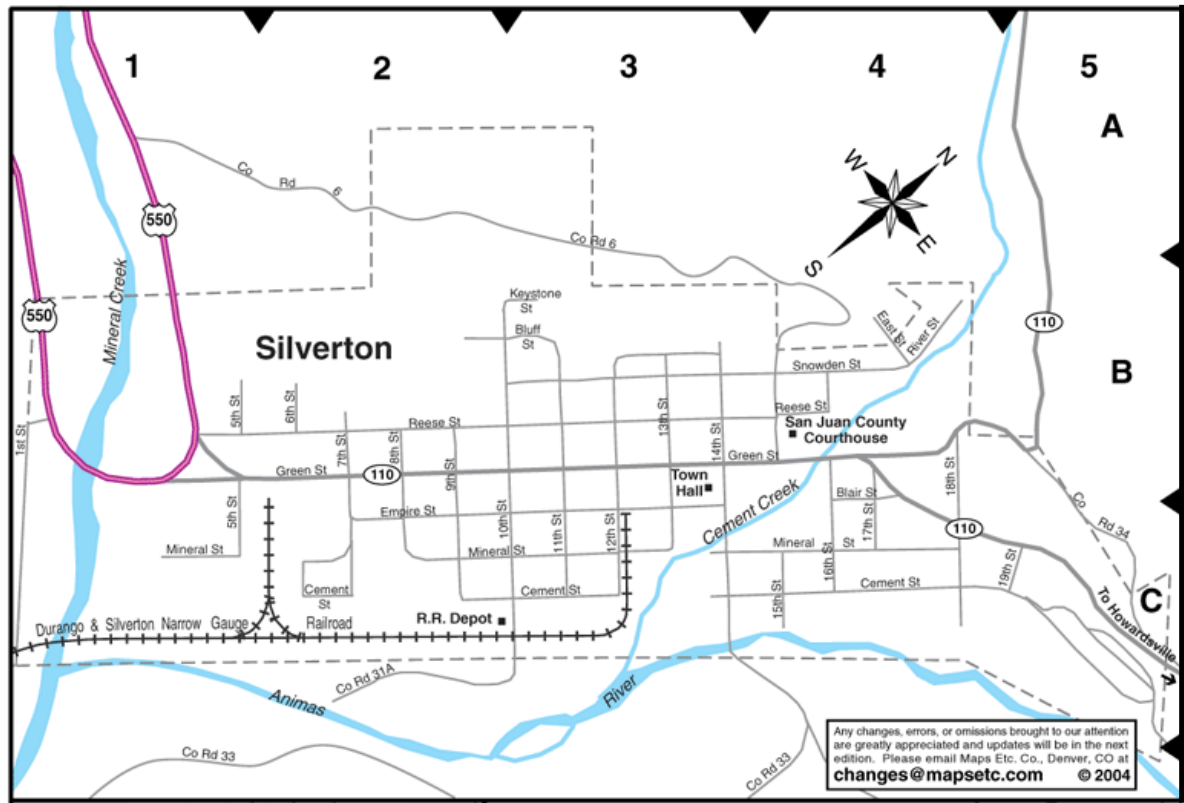 1
2
3
4
5
A
B
C
N
W
E
S
550
550
Co Rd 6
Co Rd 6
Mineral Creek
Keystone
St
Bluff
St
Silverton
East St
River St
110
Snowden St
5th St
6th St
Reese St
Reese St
San Juan County
Courthouse
1st St
7th St
8th St
9th St
13th St
14th St
Green St
110
Green St
Town
Hall
18th St
5th St
Empire St
10th St
11th St
12th St
Cement Creek
Blair St
17th St
110
Co Rd 34
Mineral St
Mineral St
Mineral St
Cement
St
Cement St
15th St
16th St
Cement St
19th St
To Howardsville
R.R. Depot
Durango & Silverton Narrow Gauge Railroad
Co Rd 31A
Animas
River
Co Rd 33
Co Rd 33
Any changes, errors, or omissions brought to our attention
are greatly appreciated and updates will be in the next
edition. Please email Maps Etc. Co., Denver, CO at
changes@mapsetc.com © 2004